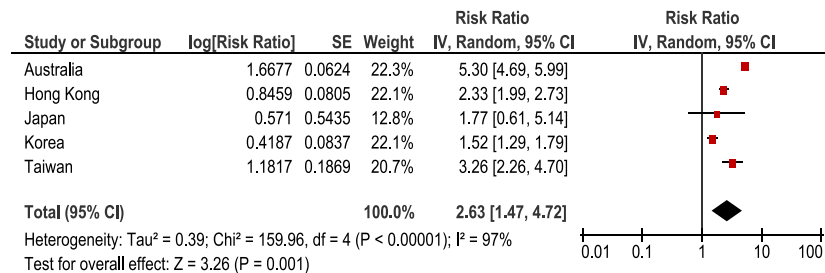 Risk Ratio Risk Ratio
Study or Subgroup log[Risk Ratio] SE Weight IV, Random, 95% CI IV, Random, 95% CI
Australia 1.6677 0.0624 22.3% 5.30 [4.69, 5.99]
Hong Kong 0.8459 0.0805 22.1% 2.33 [1.99, 2.73]
Japan 0.571 0.5435 12.8% 1.77 [0.61, 5.14]
Korea 0.4187 0.0837 22.1% 1.52 [1.29, 1.79]
Taiwan 1.1817 0.1869 20.7% 3.26 [2.26, 4.70]
Total (95% CI) 100.0% 2.63 [1.47, 4.72]
Heterogeneity: Tau² = 0.39; Chi² = 159.96, df = 4 (P < 0.00001); I² = 97%
Test for overall effect: Z = 3.26 (P = 0.001)
0.01 0.1 1 10 100